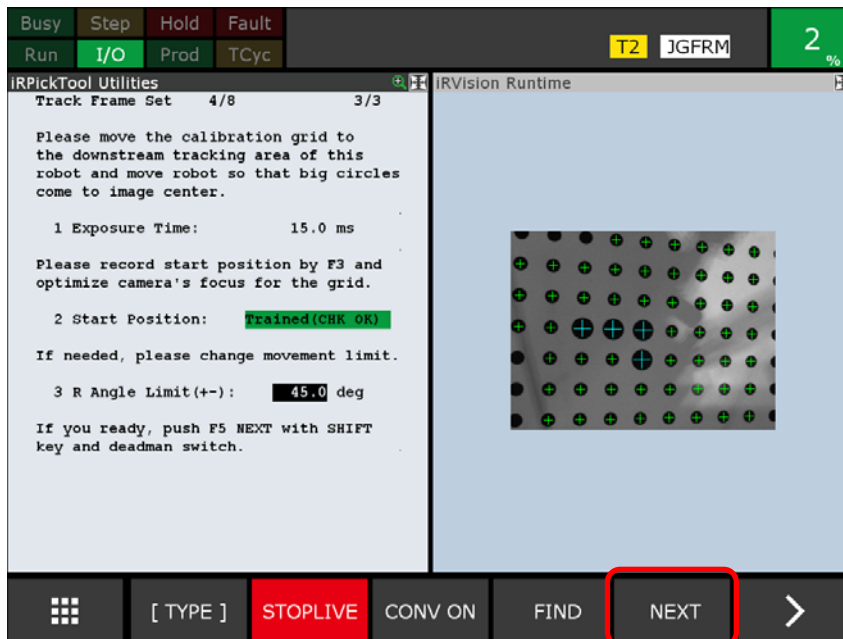 Busy Step Hold Fault
Run I/O Prod TCyc
T2 JGFRM
2 %
iRPickTool Utilities
iRVision Runtime
Track Frame Set 4/8 3/3
Please move the calibration grid to
the downstream tracking area of this
robot and move robot so that big circles
come to image center.
1 Exposure Time: 15.0 ms
Please record start position by F3 and
optimize camera's focus for the grid.
2 Start Position: Trained(CHK OK)
If needed, please change movement limit.
3 R Angle Limit(+-): 45.0 deg
If you ready, push F5 NEXT with SHIFT
key and deadman switch.
[ TYPE ] STOPLIVE CONV ON FIND NEXT